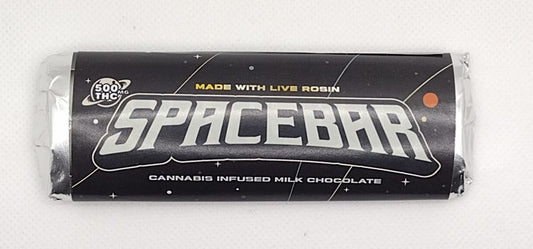 500 MG
THC
MADE WITH LIVE ROSIN
SPACEBAR
CANNABIS INFUSED MILK CHOCOLATE